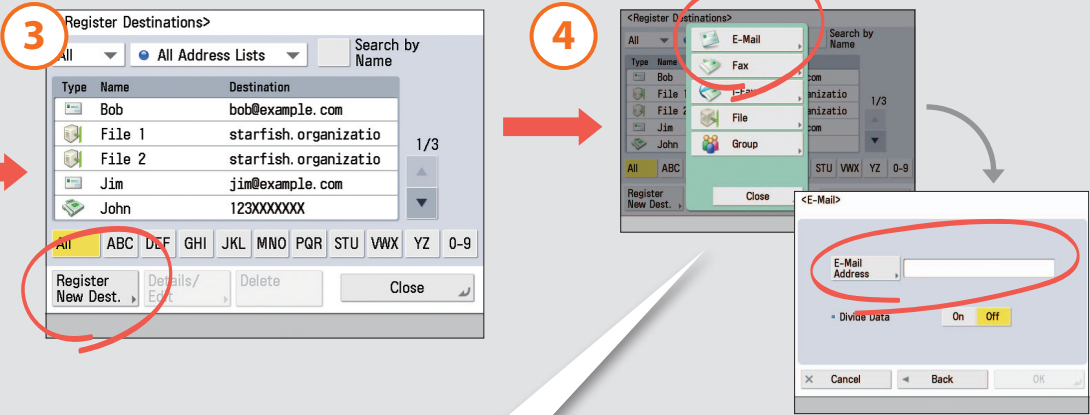 3
<Register Destinations>
All
All Address Lists
Search by
Name
Type Name Destination
Bob bob@example.com
File 1 starfish.organizatio
File 2 starfish.organizatio
Jim jim@example.com
John 123XXXXXXX
1/3
All ABC DEF GHI JKL MNO PQR STU VWX YZ 0-9
Register
New Dest.
Details/
Edit
Delete
Close
4
<Register Destinations>
All
Search by
Name
Type Name
Bob com
File 1 anizatio
File 2 anizatio
Jim com
John
1/3
All ABC STU VWX YZ 0-9
Register
New Dest.
E-Mail
Fax
I-Fax
File
Group
Close
<E-Mail>
E-Mail
Address
Divide Data On Off
Cancel Back OK